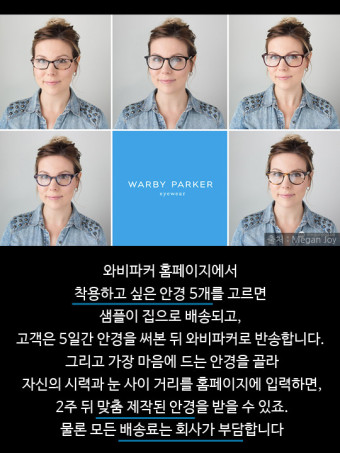 WARBY PARKER
eyewear
출처 - Megan Joy
와비파커 홈페이지에서
착용하고 싶은 안경 5개를 고르면
샘플이 집으로 배송되고,
고객은 5일간 안경을 써본 뒤 와비파커로 반송합니다.
그리고 가장 마음에 드는 안경을 골라
자신의 시력과 눈 사이 거리를 홈페이지에 입력하면,
2주 뒤 맞춤 제작된 안경을 받을 수 있죠.
물론 모든 배송료는 회사가 부담합니다